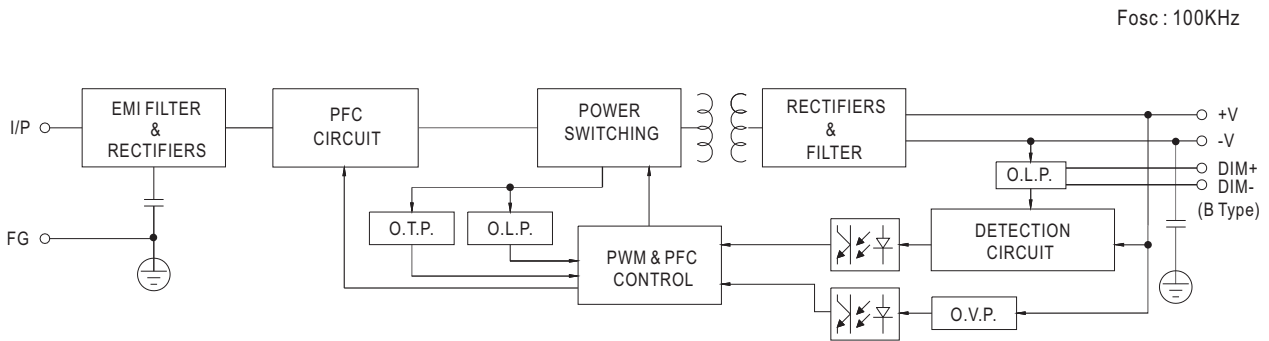 Fosc : 100KHz
I/P
EMI FILTER
&
RECTIFIERS
PFC
CIRCUIT
POWER
SWITCHING
RECTIFIERS
&
FILTER
+V
-V
O.L.P.
DIM+
DIM-
(B Type)
FG
O.T.P.
O.L.P.
PWM & PFC
CONTROL
DETECTION
CIRCUIT
O.V.P.